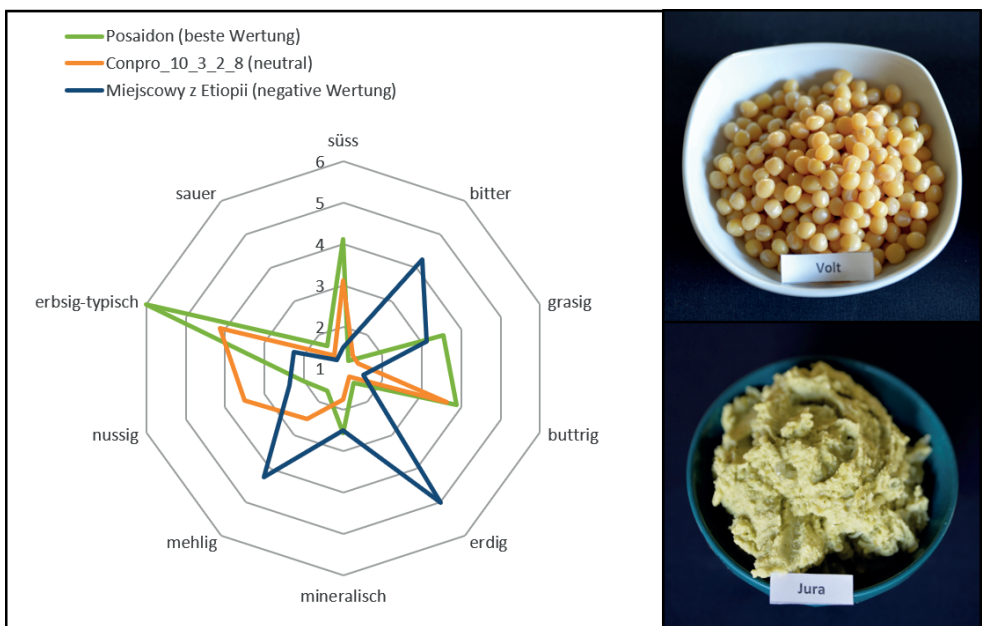 Posaidon (beste Wertung)
Conpro_10_3_2_8 (neutral)
Miejscowy z Etiopii (negative Wertung)
süss
6
sauer
bitter
5
4
3
erbsig-typisch
grasig
2
1
nussig
buttrig
mehlig
erdig
mineralisch
Volt
Jura